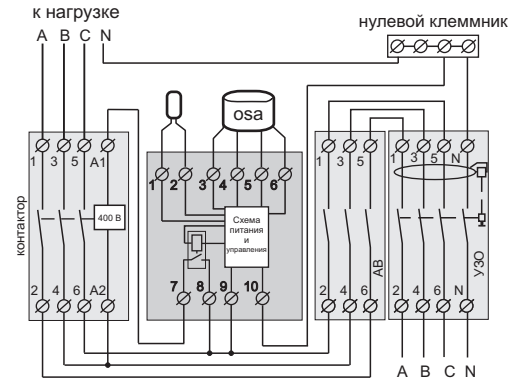 к нагрузке
A B C N
нулевой клеммник
osa
1 3 5 A1
1 2 3 4 5 6
1 3 5
1 3 5 N
контактор
400 В
Схема
питания
и
управления
АВ
УЗО
2 4 6 A2
7 8 9 10
2 4 6
2 4 6 N
A B C N